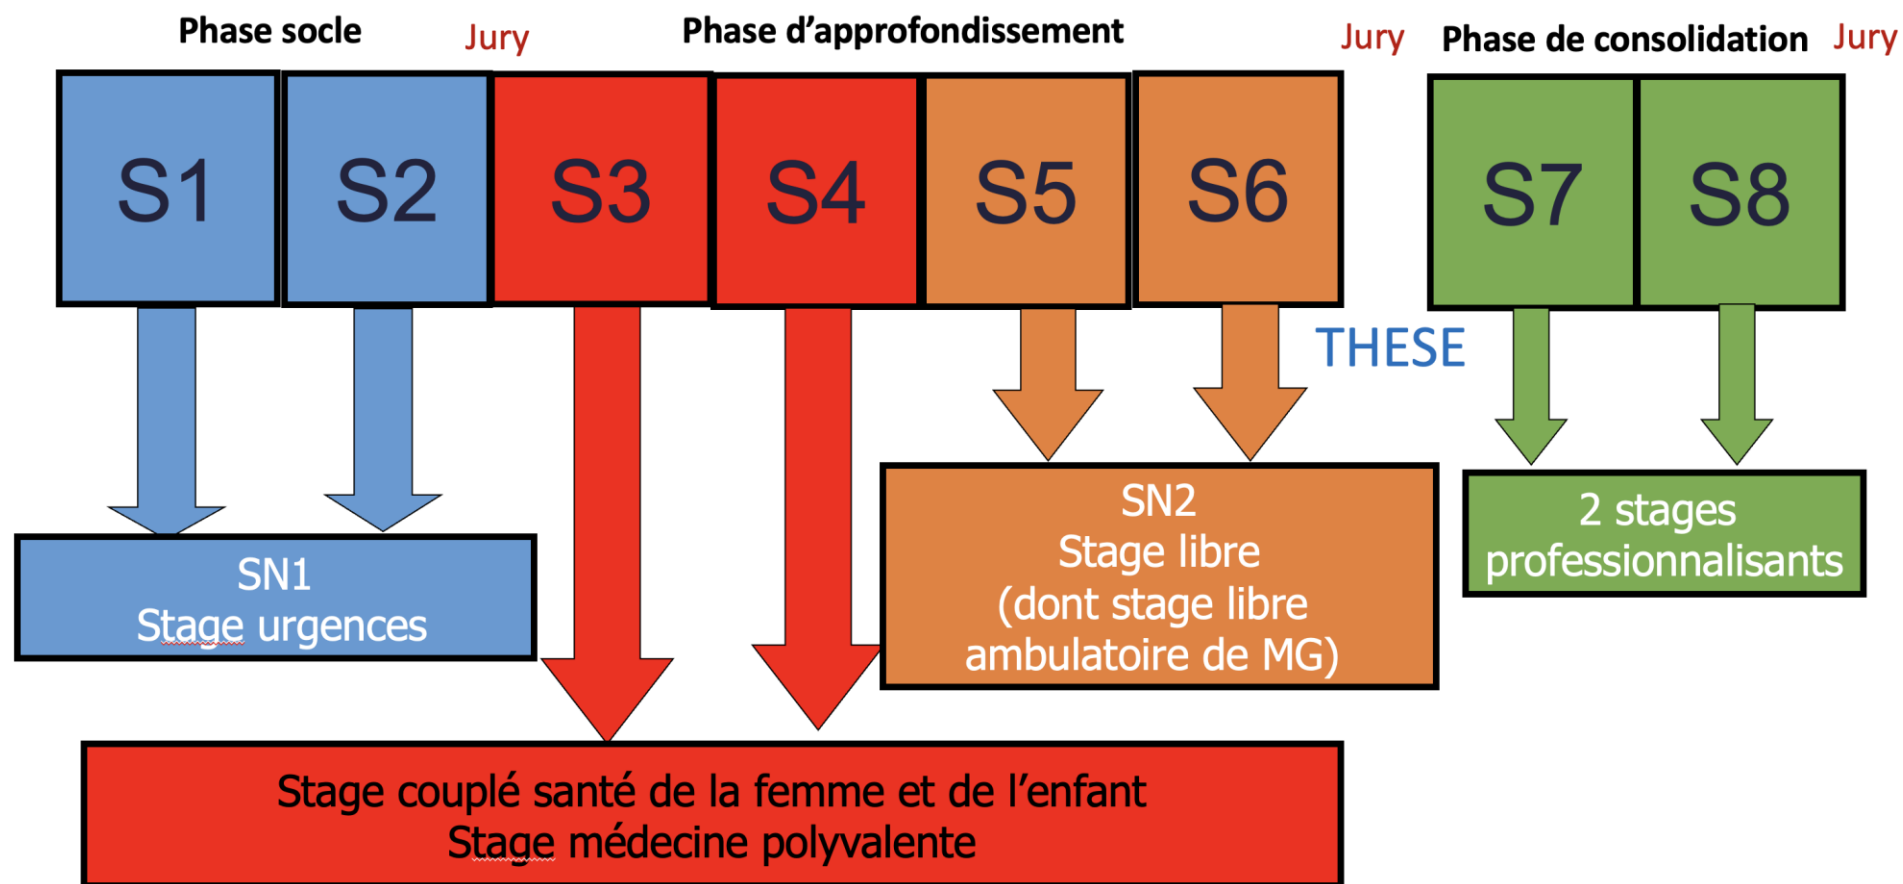 Phase socle
Jury
Phase d’approfondissement
Jury
Phase de consolidation
Jury
S1
S2
S3
S4
S5
S6
S7
S8
THESE
SN1
Stage urgences
SN2
Stage libre
(dont stage libre
ambulatoire de MG)
2 stages
professionnalisants
Stage couplé santé de la femme et de l’enfant
Stage médecine polyvalente